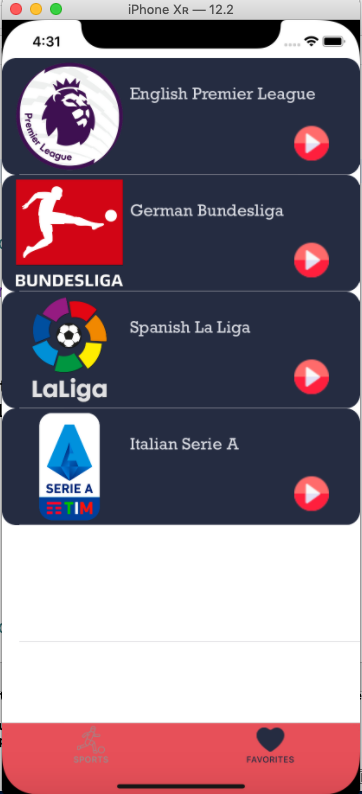 iPhone XR — 12.2
4:31
Premier League
English Premier League
BUNDESLIGA
German Bundesliga
LaLiga
Spanish La Liga
SERIE A
TIM
Italian Serie A
SPORTS
FAVORITES